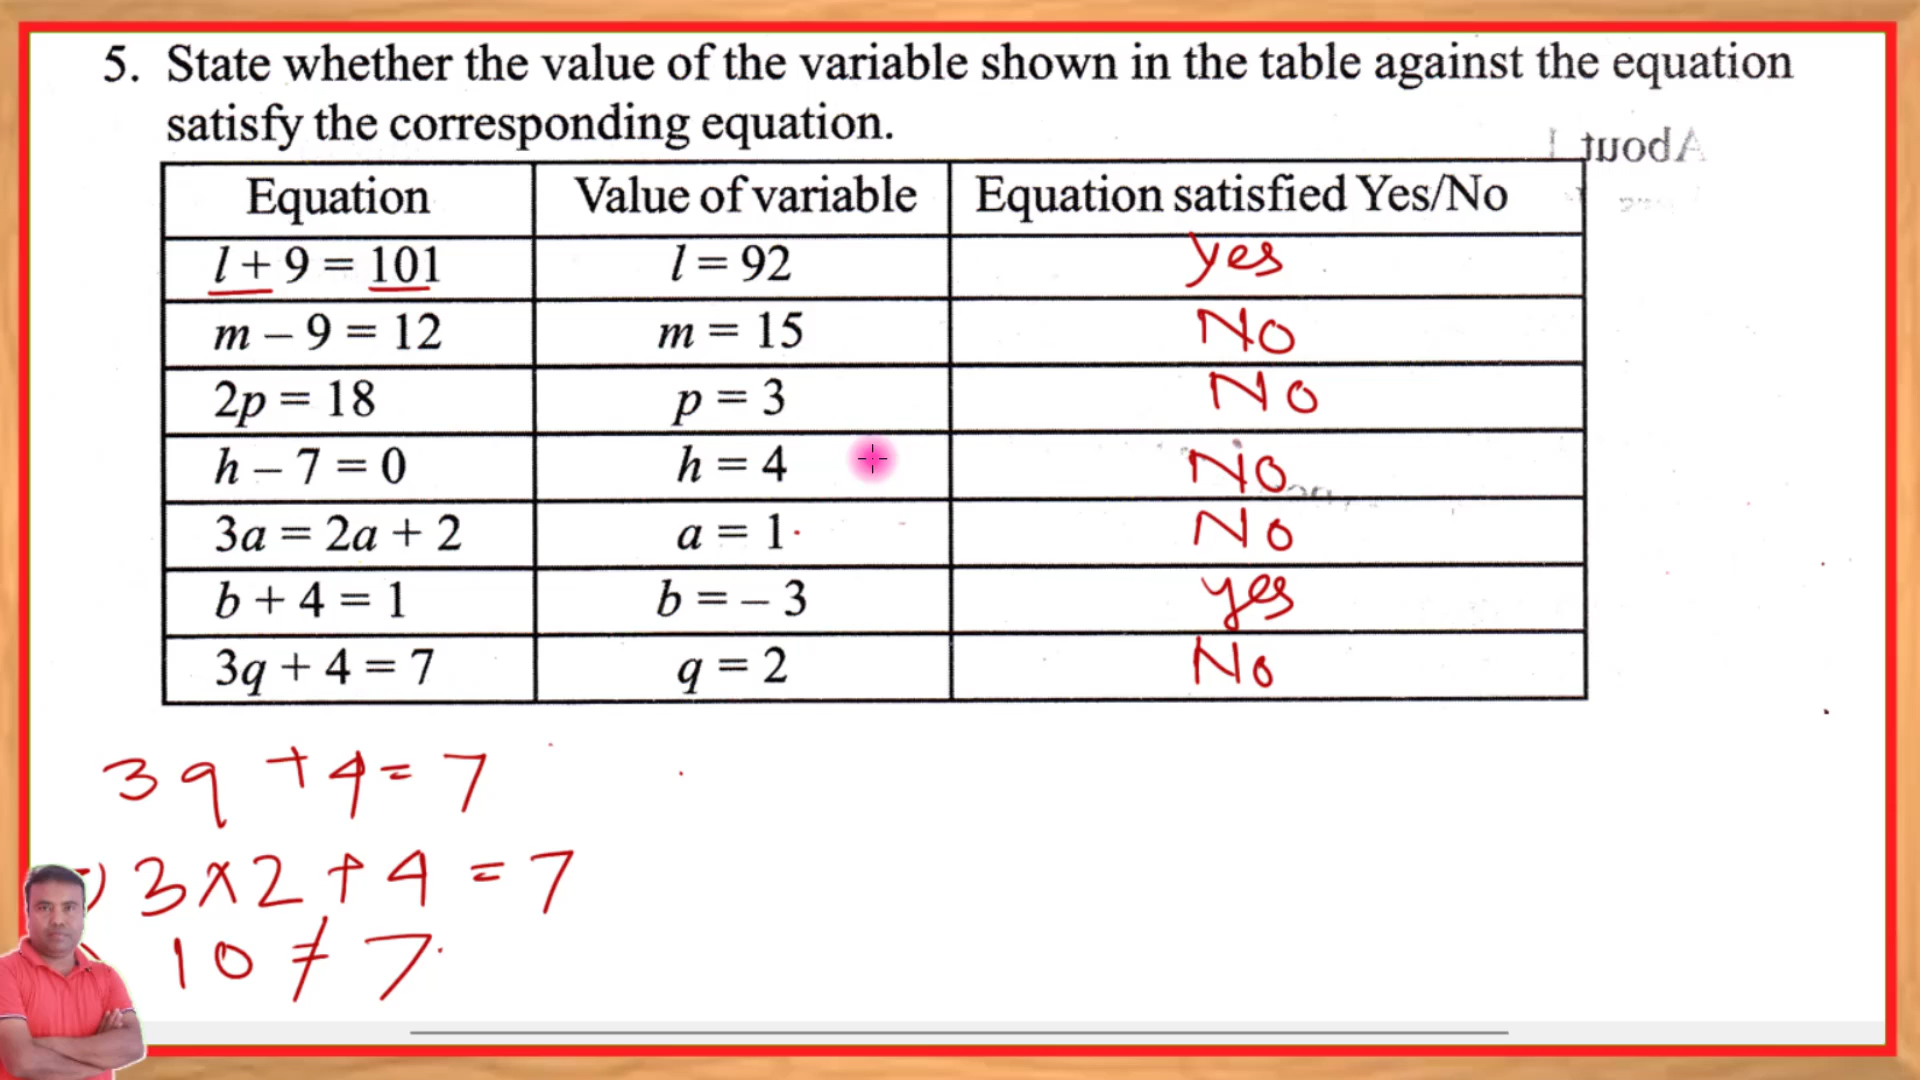 5. State whether the value of the variable shown in the table against the equation
satisfy the corresponding equation.
About
Equation Value of variable Equation satisfied Yes/No
l + 9 = 101 l = 92 yes
m – 9 = 12 m = 15 No
2p = 18 p = 3 No
h – 7 = 0 h = 4 No
3a = 2a + 2 a = 1 No
b + 4 = 1 b = – 3 yes
3q + 4 = 7 q = 2 No
3q + 4 = 7
3 × 2 + 4 = 7
10 ≠ 7